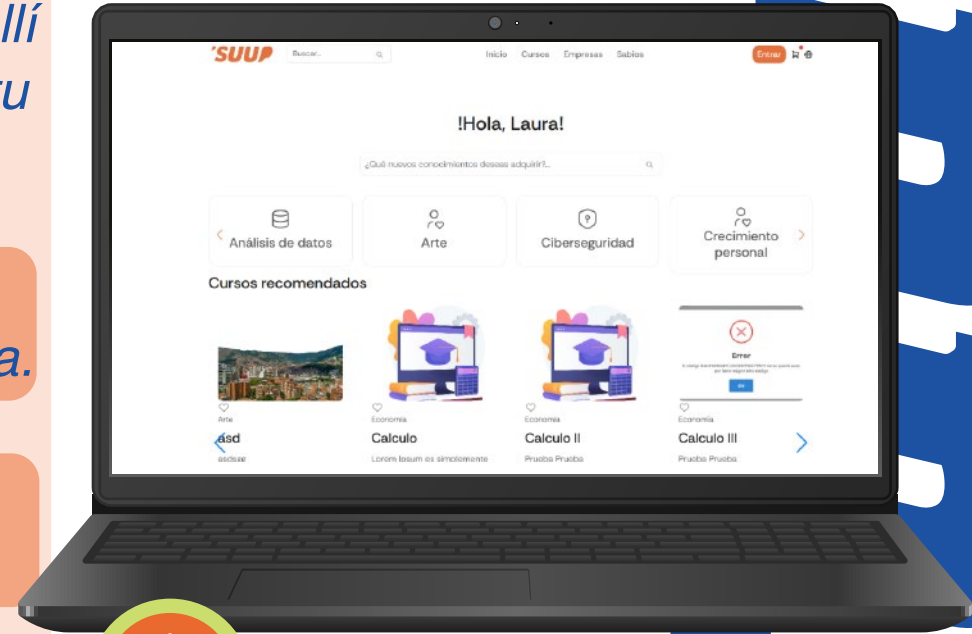 llí
tu
a.
'SUUP
Buscar...
Inicio Cursos Empresas Sabios
Entrar
!Hola, Laura!
¿Qué nuevos conocimientos deseas adquirir?...
Análisis de datos
Arte
Ciberseguridad
Crecimiento
personal
Cursos recomendados
Error
Arte
asd
asdsae
Economía
Calculo
Lorem Ipsum es simplemente
Economía
Calculo II
Prueba Prueba
Economía
Calculo III
Prueba Prueba